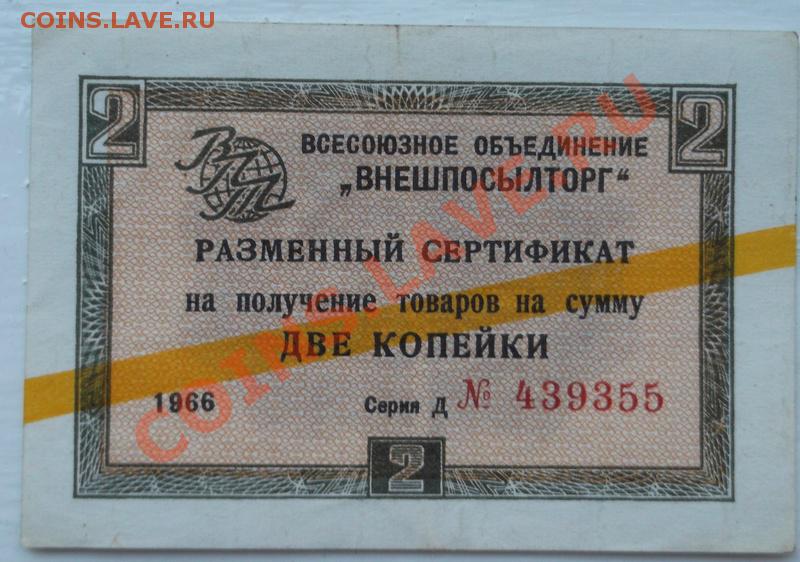 COINS.LAVE.RU
2 2
ВПТ
ВСЕСОЮЗНОЕ ОБЪЕДИНЕНИЕ
„ВНЕШПОСЫЛТОРГ“
РАЗМЕННЫЙ СЕРТИФИКАТ
на получение товаров на сумму
ДВЕ КОПЕЙКИ
1966 Серия Д № 439355
2
COINS.LAVE.RU